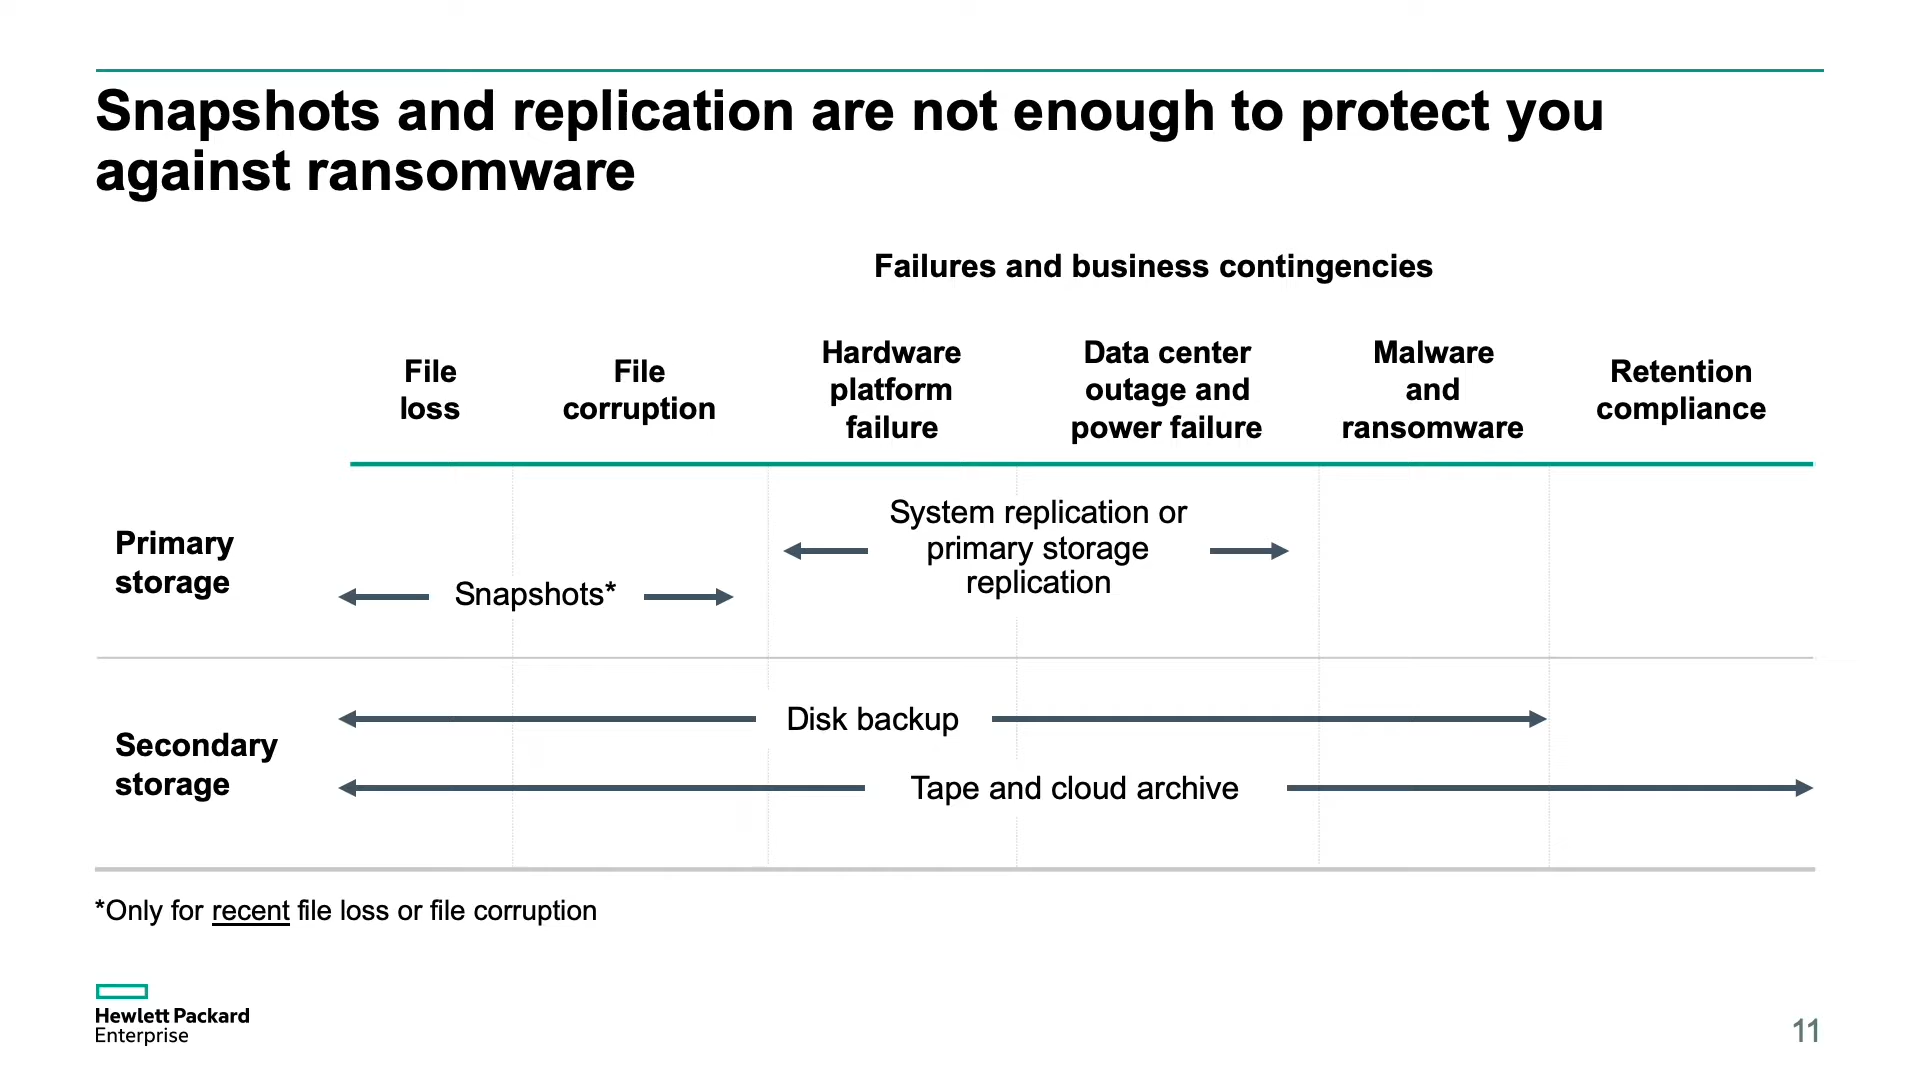 Snapshots and replication are not enough to protect you
against ransomware
Failures and business contingencies
File
loss
File
corruption
Hardware
platform
failure
Data center
outage and
power failure
Malware
and
ransomware
Retention
compliance
Primary
storage
Snapshots*
System replication or
primary storage
replication
Secondary
storage
Disk backup
Tape and cloud archive
*Only for recent file loss or file corruption
Hewlett Packard
Enterprise
11